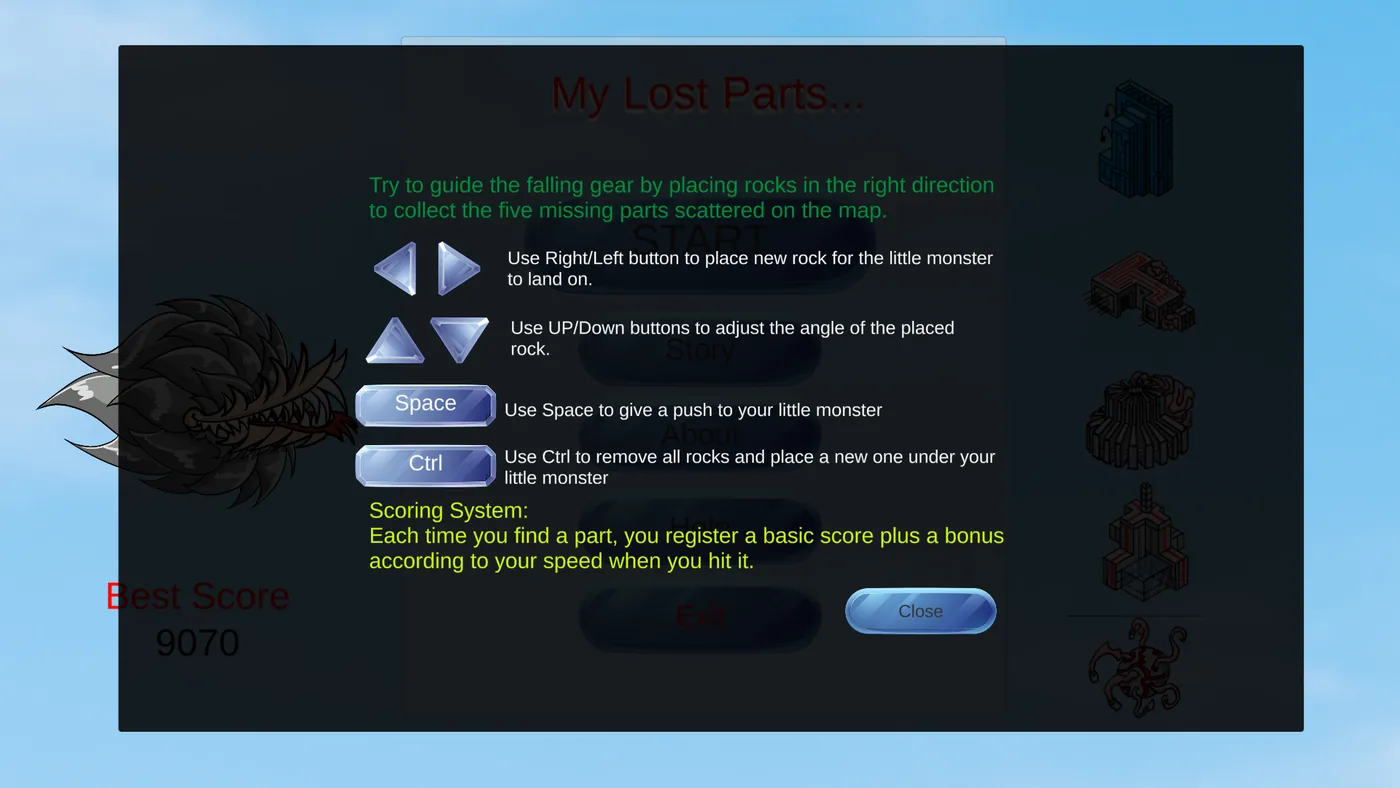 My Lost Parts...
Try to guide the falling gear by placing rocks in the right direction
to collect the five missing parts scattered on the map.
START
Use Right/Left button to place new rock for the little monster
to land on.
Use UP/Down buttons to adjust the angle of the placed
rock.
Story
Space
Use Space to give a push to your little monster
About
Ctrl
Use Ctrl to remove all rocks and place a new one under your
little monster
Scoring System:
Help
Each time you find a part, you register a basic score plus a bonus
according to your speed when you hit it.
Best Score
9070
Exit
Close